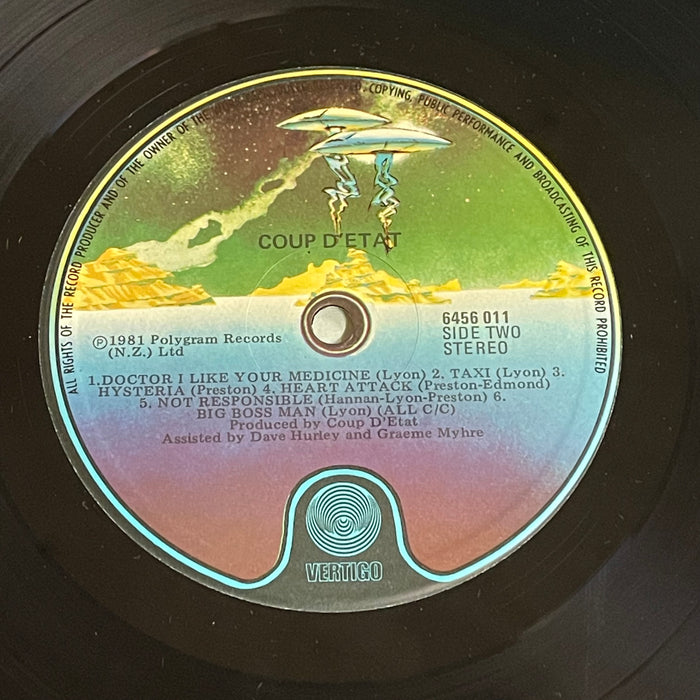 ALL RIGHTS OF THE RECORD PRODUCER AND OF THE OWNER OF THE COPYING, PUBLIC PERFORMANCE AND BROADCASTING OF THIS RECORD PROHIBITED
COUP D'ETAT
6456 011
SIDE TWO
STEREO
Ⓟ1981 Polygram Records
(N.Z.) Ltd
1.DOCTOR I LIKE YOUR MEDICINE (Lyon) 2. TAXI (Lyon) 3.
HYSTERIA (Preston) 4. HEART ATTACK (Preston-Edmond)
5. NOT RESPONSIBLE (Hannan-Lyon-Preston) 6.
BIG BOSS MAN (Lyon) (ALL C/C)
Produced by Coup D'Etat
Assisted by Dave Hurley and Graeme Myhre
VERTIGO